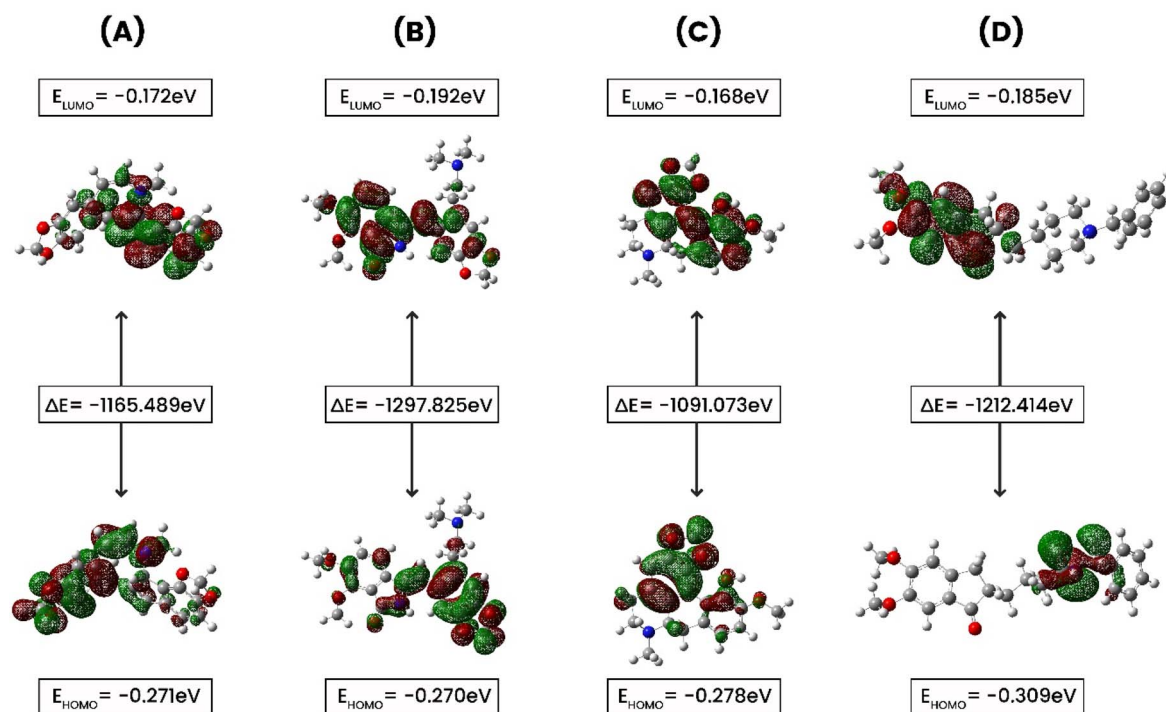 (A) (B) (C) (D)
E_LUMO = -0.172eV E_LUMO = -0.192eV E_LUMO = -0.168eV E_LUMO = -0.185eV
ΔE = -1165.489eV ΔE = -1297.825eV ΔE = -1091.073eV ΔE = -1212.414eV
E_HOMO = -0.271eV E_HOMO = -0.270eV E_HOMO = -0.278eV E_HOMO = -0.309eV